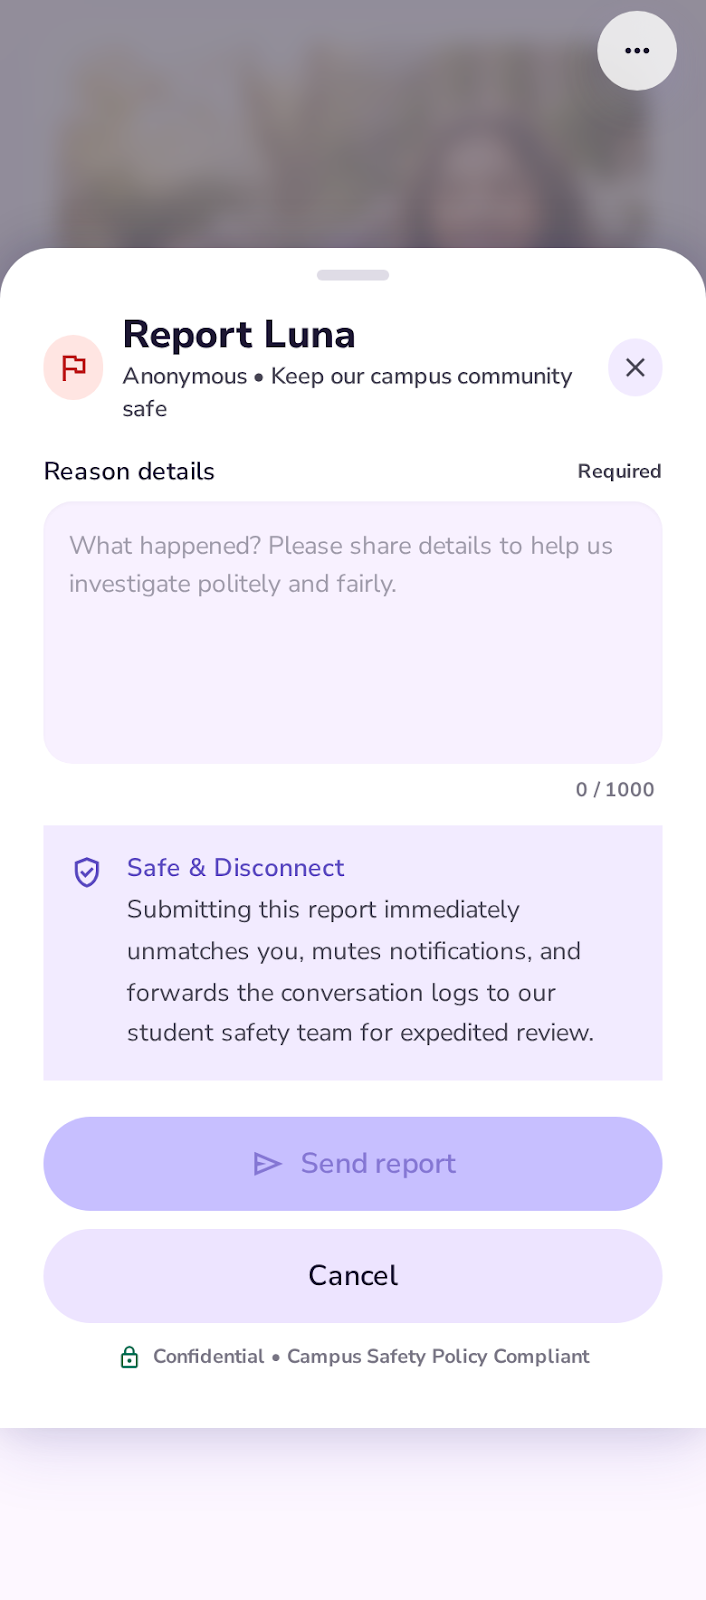 Report Luna
Anonymous • Keep our campus community
safe
Reason details
Required
What happened? Please share details to help us
investigate politely and fairly.
0 / 1000
Safe & Disconnect
Submitting this report immediately
unmatches you, mutes notifications, and
forwards the conversation logs to our
student safety team for expedited review.
Send report
Cancel
Confidential • Campus Safety Policy Compliant